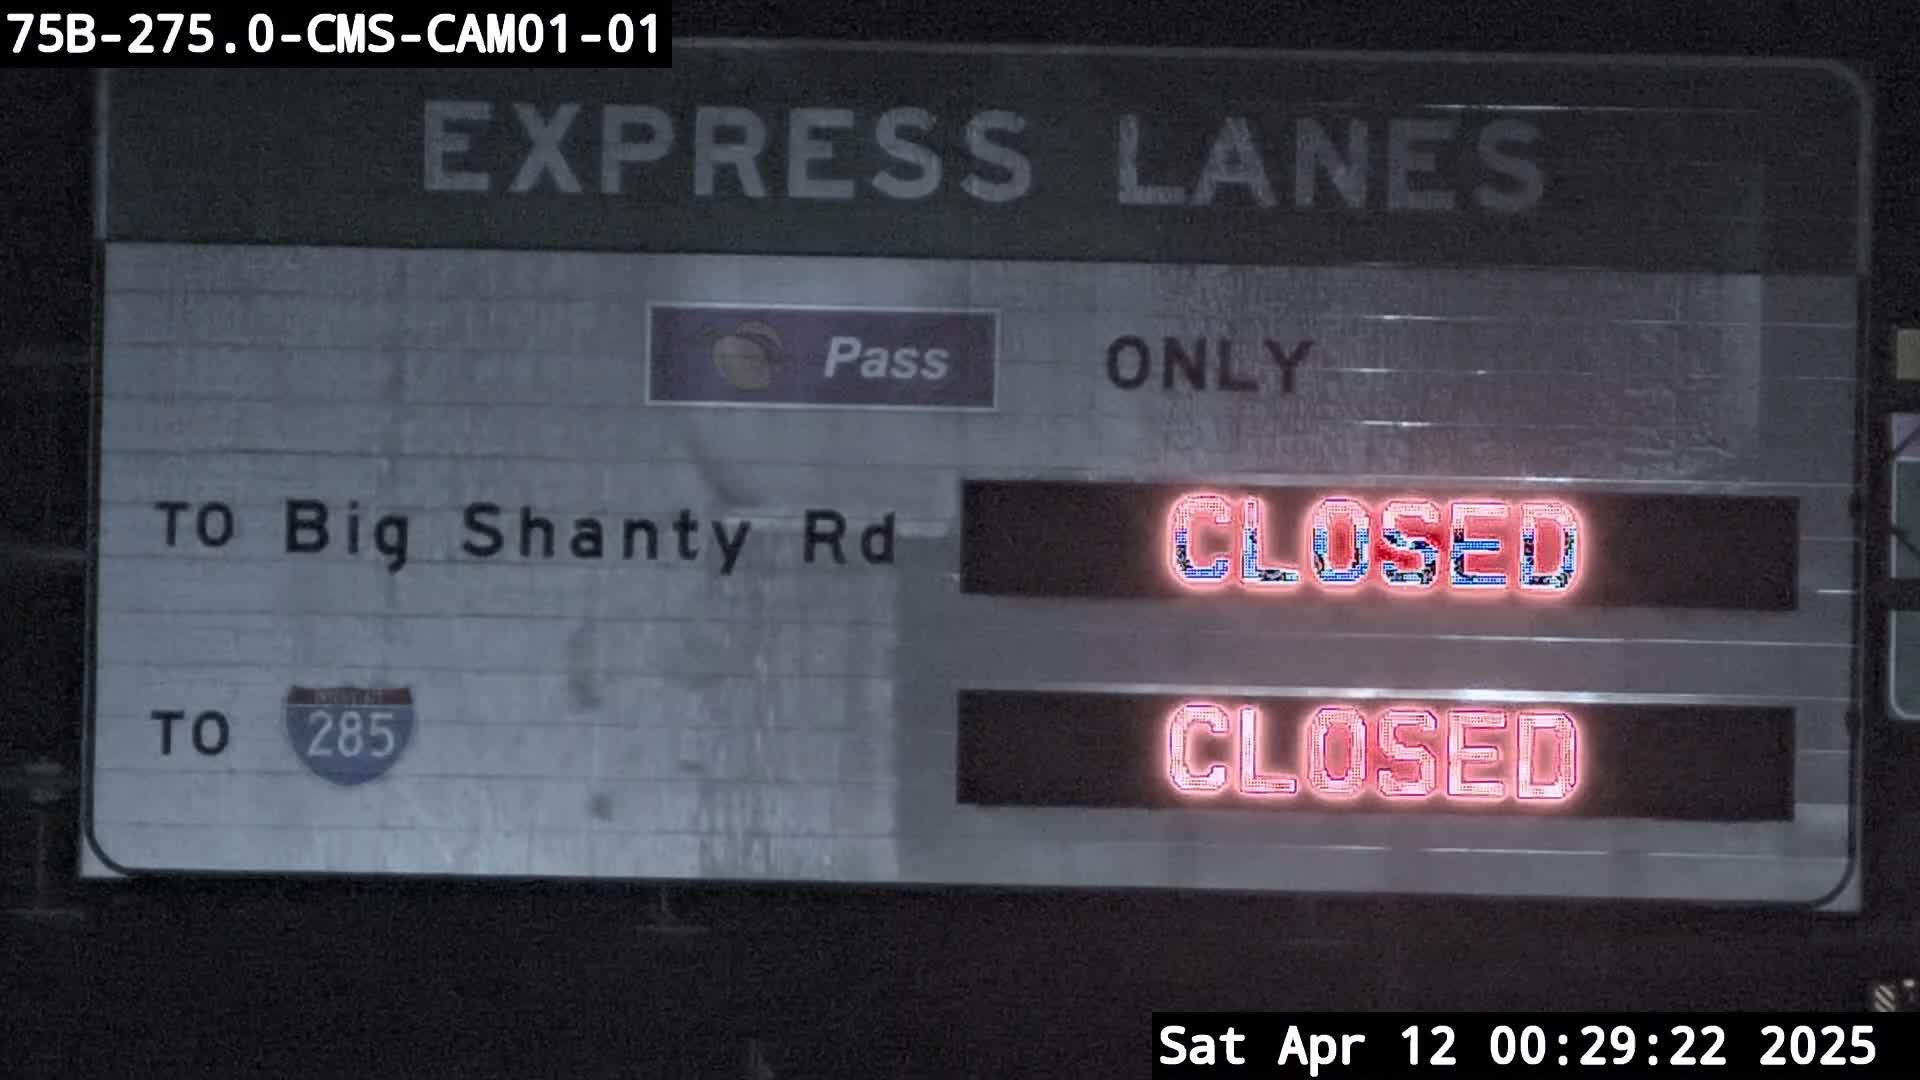 75B-275.0-CMS-CAM01-01
EXPRESS LANES
Pass ONLY
TO Big Shanty Rd CLOSED
INTERSTATE
TO 285 CLOSED
Sat Apr 12 00:29:22 2025